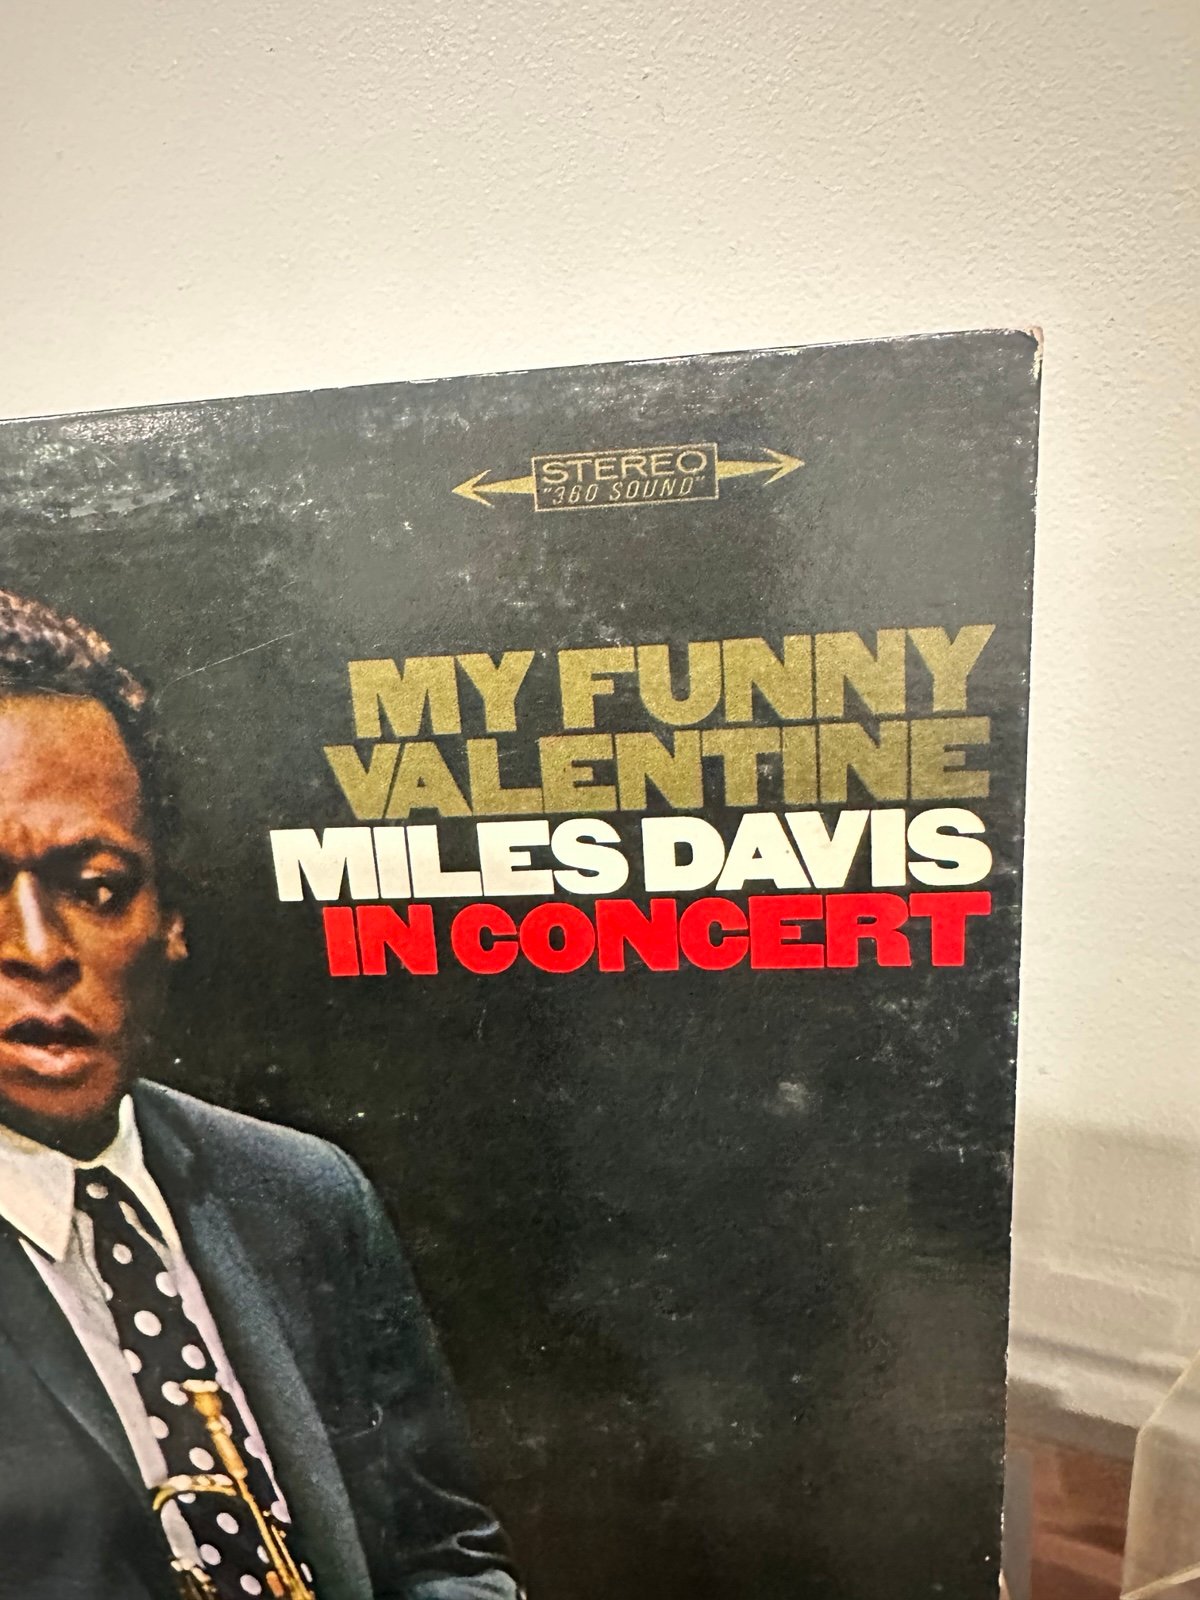 STEREO
"360 SOUND"
MY FUNNY
VALENTINE
MILES DAVIS
IN CONCERT